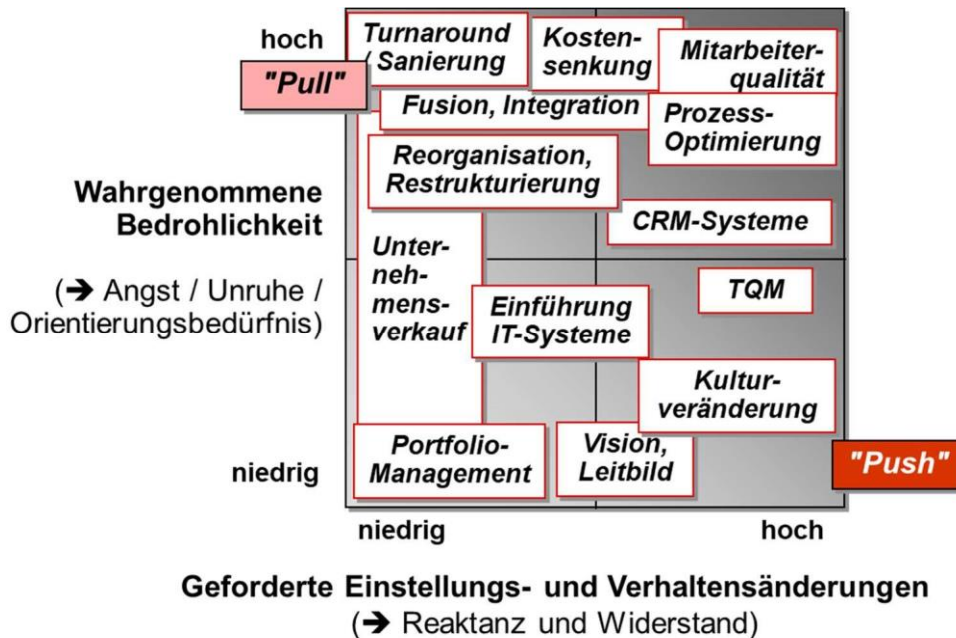 hoch
"Pull"
Turnaround
/ Sanierung
Kosten-
senkung
Mitarbeiter-
qualität
Fusion, Integration
Prozess-
Optimierung
Reorganisation,
Restrukturierung
Wahrgenommene
Bedrohlichkeit
CRM-Systeme
(➔ Angst / Unruhe /
Orientierungsbedürfnis)
Unter-
neh-
mens-
verkauf
Einführung
IT-Systeme
TQM
Kultur-
veränderung
niedrig
Portfolio-
Management
Vision,
Leitbild
"Push"
niedrig
hoch
Geforderte Einstellungs- und Verhaltensänderungen
(➔ Reaktanz und Widerstand)